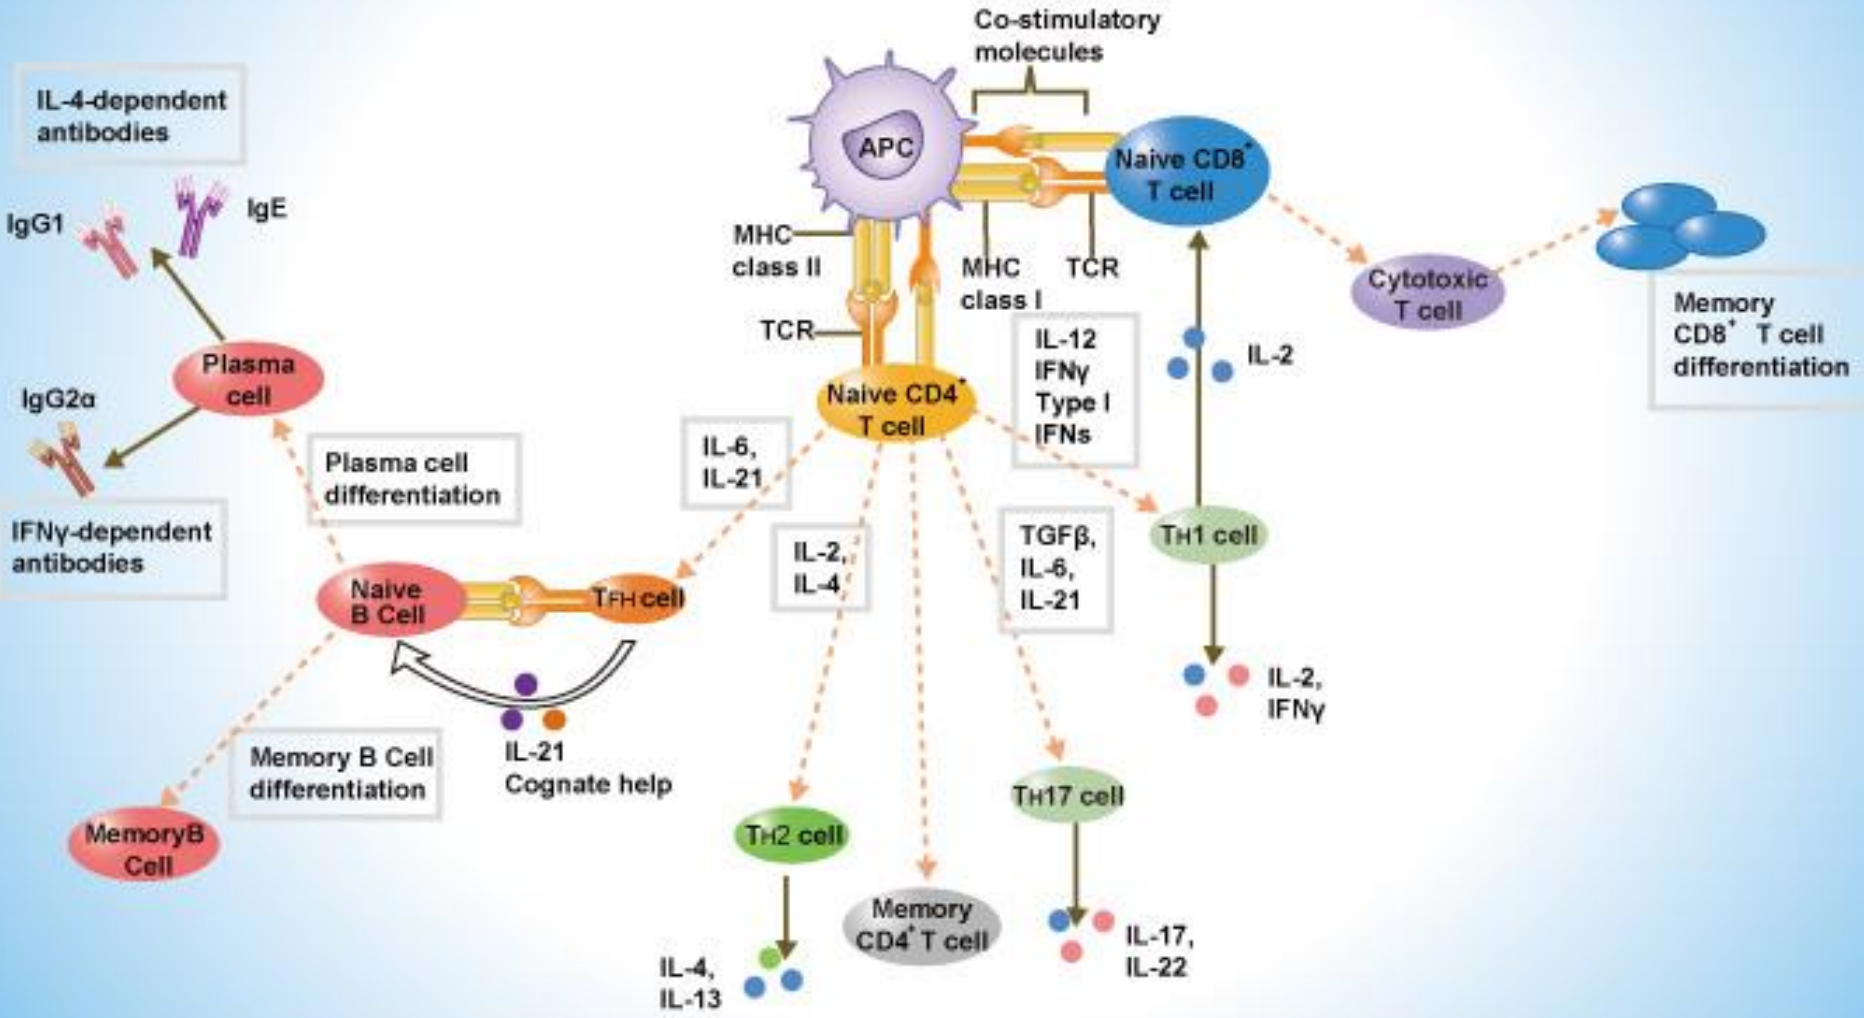 Co-stimulatory
molecules
IL-4-dependent
antibodies
IgG1
IgE
APC
Naive CD8⁺
T cell
MHC
class II
MHC
class I
TCR
TCR
Cytotoxic
T cell
Memory
CD8⁺ T cell
differentiation
IL-12
IFNγ
Type I
IFNs
IL-2
Plasma
cell
Naive CD4⁺
T cell
IgG2α
IL-6,
IL-21
Plasma cell
differentiation
IFNγ-dependent
antibodies
IL-2,
IL-4
TGFβ,
IL-6,
IL-21
TH1 cell
Naive
B Cell
TFH cell
IL-2,
IFNγ
IL-21
Cognate help
Memory B Cell
differentiation
MemoryB
Cell
TH2 cell
TH17 cell
Memory
CD4⁺ T cell
IL-4,
IL-13
IL-17,
IL-22